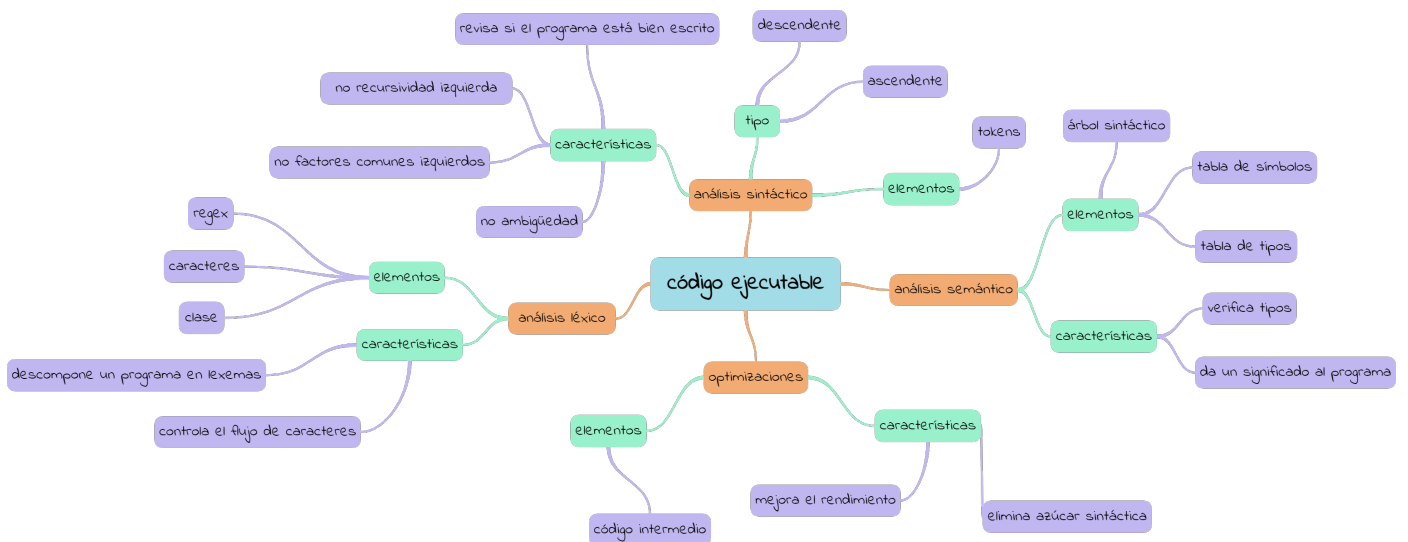 descendente
revisa si el programa está bien escrito
ascendente
no recursividad izquierda
tipo
árbol sintáctico
tokens
características
no factores comunes izquierdos
tabla de símbolos
elementos
análisis sintáctico
regex
elementos
no ambigüedad
tabla de tipos
caracteres
elementos
código ejecutable
análisis semántico
verifica tipos
clase
análisis léxico
características
características
descompone un programa en lexemas
da un significado al programa
optimizaciones
controla el flujo de caracteres
elementos
características
mejora el rendimiento
elimina azúcar sintáctica
código intermedio